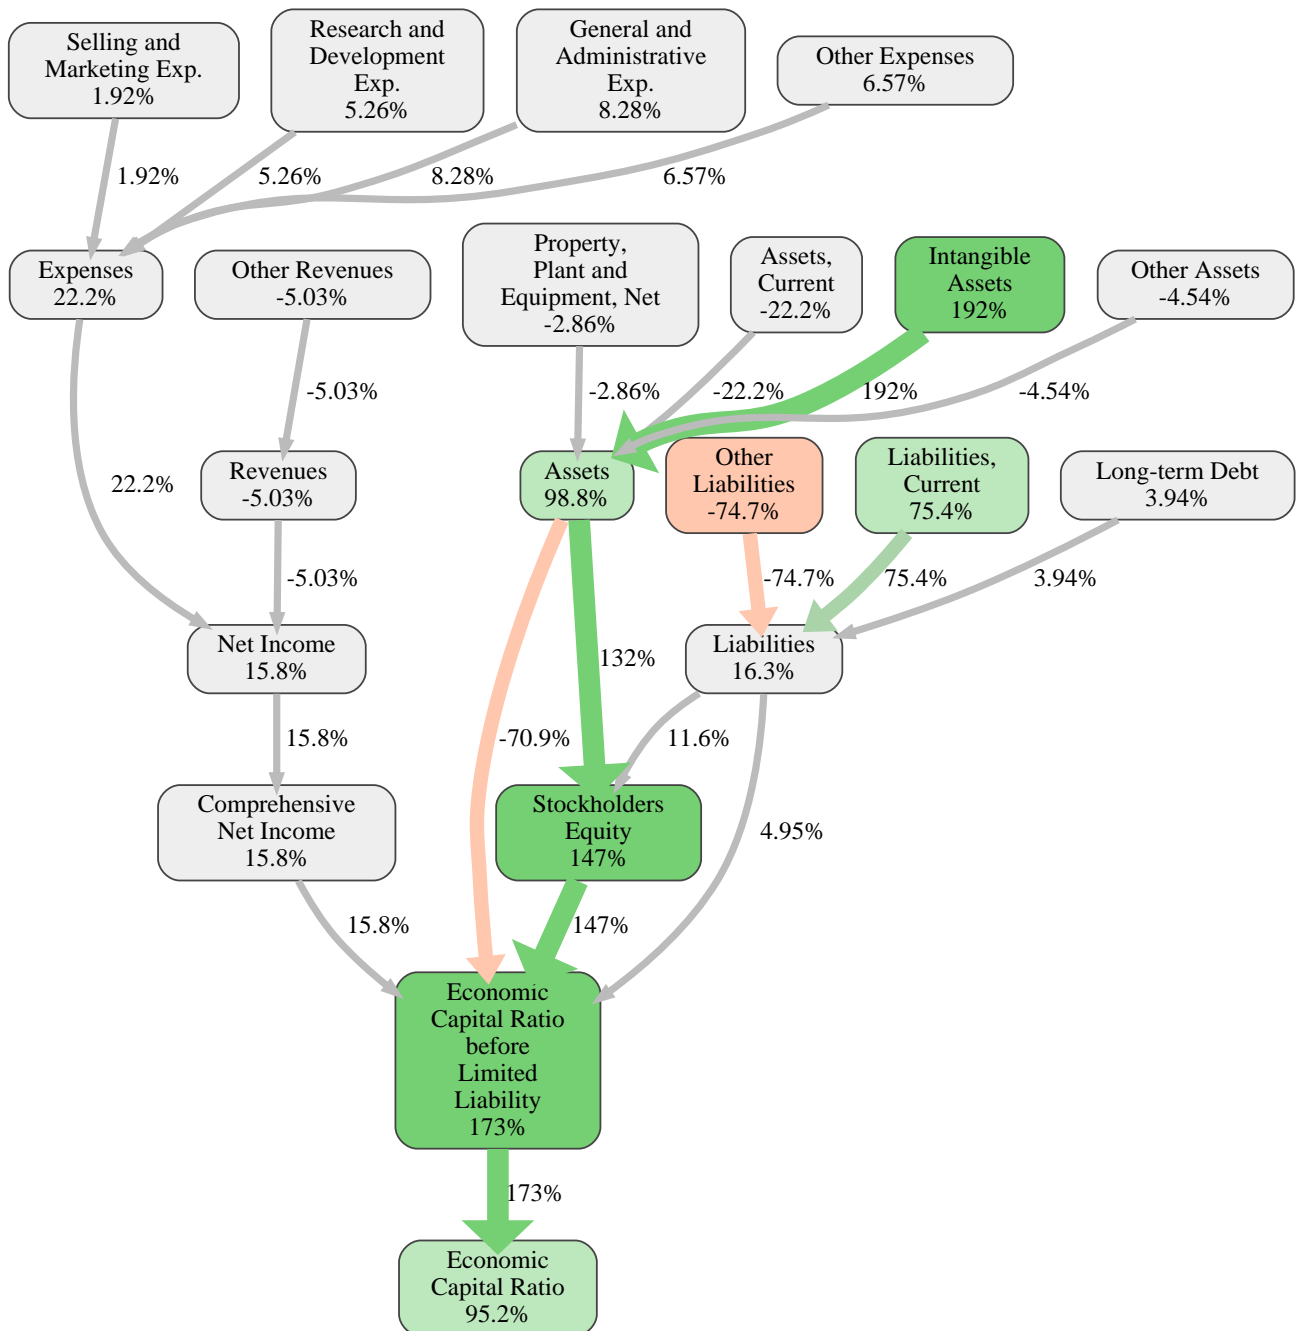 Selling and
Marketing Exp.
1.92%
Research and
Development
Exp.
5.26%
General and
Administrative
Exp.
8.28%
Other Expenses
6.57%
1.92%
5.26%
8.28%
6.57%
Expenses
22.2%
Other Revenues
-5.03%
Property,
Plant and
Equipment, Net
-2.86%
Assets,
Current
-22.2%
Intangible
Assets
192%
Other Assets
-4.54%
-5.03%
-2.86%
-22.2%
192%
-4.54%
22.2%
Revenues
-5.03%
Assets
98.8%
Other
Liabilities
-74.7%
Liabilities,
Current
75.4%
Long-term Debt
3.94%
-5.03%
-74.7%
75.4%
3.94%
Net Income
15.8%
132%
Liabilities
16.3%
15.8%
-70.9%
11.6%
Comprehensive
Net Income
15.8%
Stockholders
Equity
147%
4.95%
15.8%
147%
Economic
Capital Ratio
before
Limited
Liability
173%
173%
Economic
Capital Ratio
95.2%